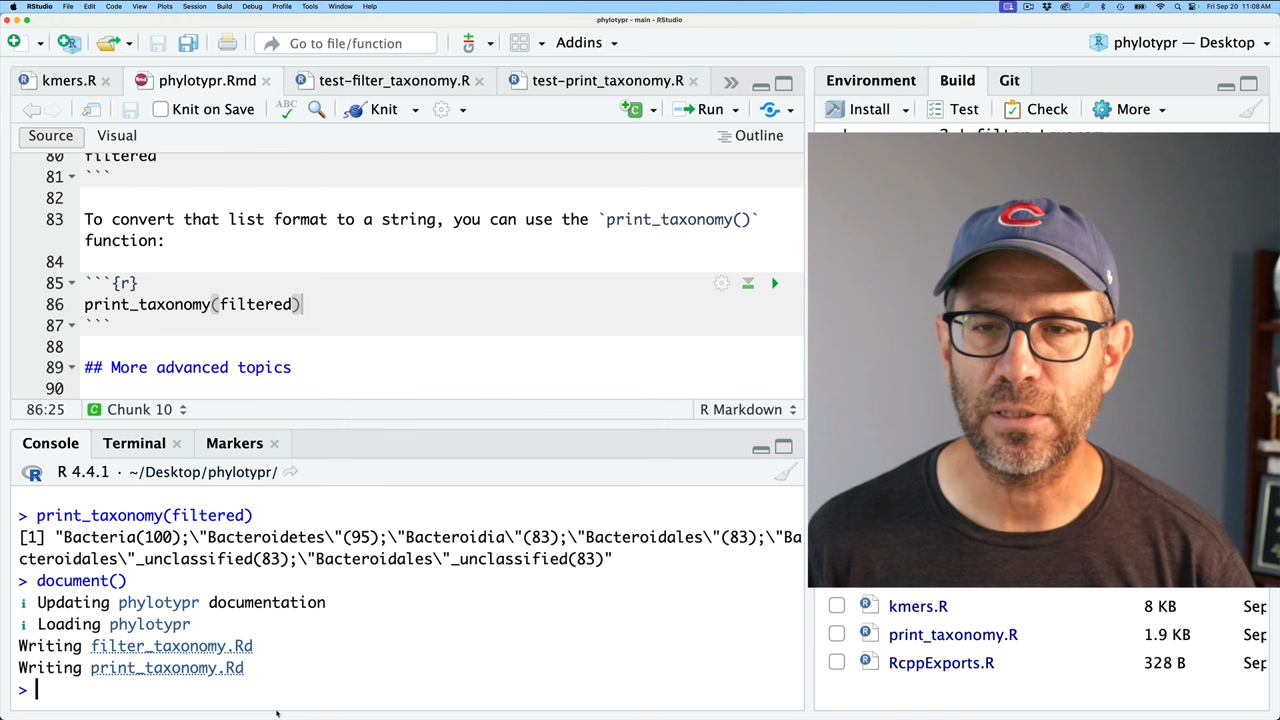 RStudio File Edit Code View Plots Session Build Debug Profile Tools Window Help Fri Sep 20 11:08 AM
phylotypr - main - RStudio
Go to file/function Addins phylotypr — Desktop
kmers.R phylotypr.Rmd test-filter_taxonomy.R test-print_taxonomy.R Environment Build Git
Knit on Save ABC Knit Run Install Test Check More
Source Visual Outline
80 filtered
81 ```
82
83 To convert that list format to a string, you can use the `print_taxonomy()`
function:
84
85 ```{r}
86 print_taxonomy(filtered)
87 ```
88
89 ## More advanced topics
90
86:25 C Chunk 10 R Markdown
Console Terminal Markers
R 4.4.1 · ~/Desktop/phylotypr/
> print_taxonomy(filtered)
[1] "Bacteria(100);\"Bacteroidetes\"(95);\"Bacteroidia\"(83);\"Bacteroidales\"(83);\"Ba
cteroidales\"_unclassified(83);\"Bacteroidales\"_unclassified(83)"
> document()
ℹ Updating phylotypr documentation
ℹ Loading phylotypr
Writing filter_taxonomy.Rd
Writing print_taxonomy.Rd
>
C
kmers.R 8 KB Sep
print_taxonomy.R 1.9 KB Sep
RcppExports.R 328 B Sep